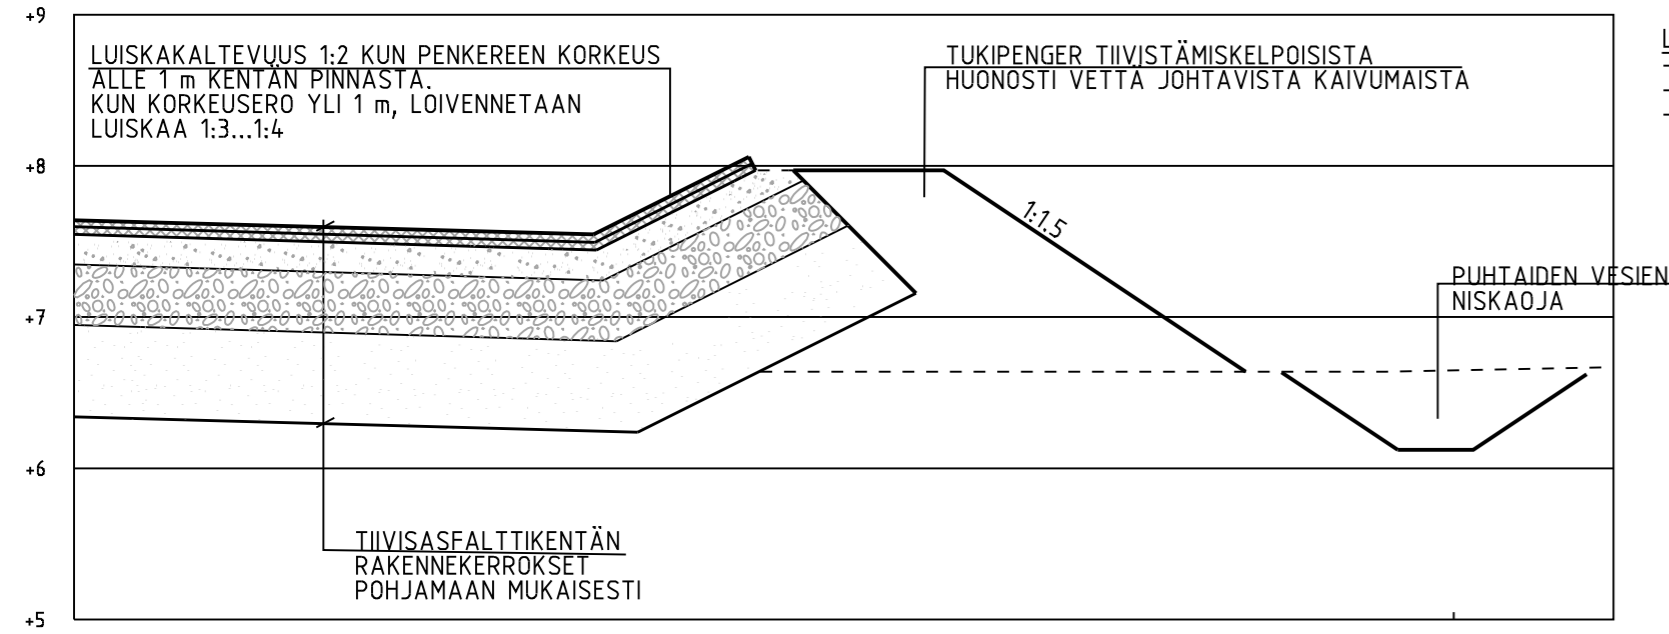 +9
LUISKAKALTEVUUS 1:2 KUN PENKEREEN KORKEUS
ALLE 1 m KENTÄN PINNASTA.
KUN KORKEUSERO YLI 1 m, LOIVENNETAAN
LUISKAA 1:3...1:4
TUKIPENGER TIIVISTÄMISKELPOISISTA
HUONOSTI VETTÄ JOHTAVISTA KAIVUMAISTA
+8
1:1.5
PUHTAIDEN VESIEN
NISKAOJA
+7
+6
TIIVISASFALTTIKENTÄN
RAKENNEKERROKSET
POHJAMAAN MUKAISESTI
+5